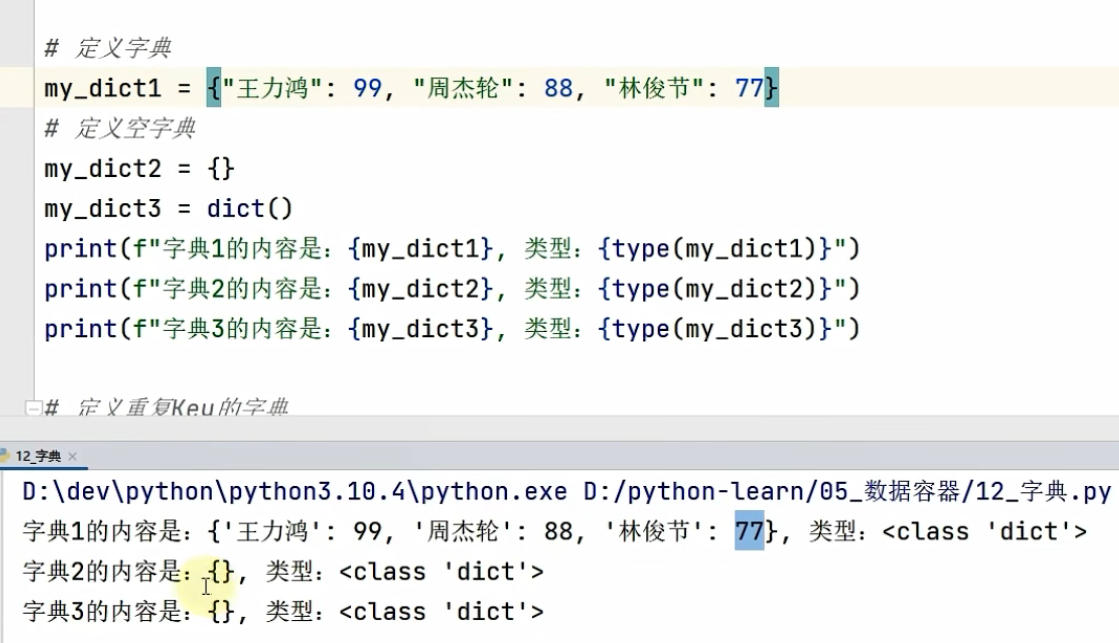 # 定义字典
my_dict1 = {"王力鸿": 99, "周杰轮": 88, "林俊节": 77}
# 定义空字典
my_dict2 = {}
my_dict3 = dict()
print(f"字典1的内容是：{my_dict1}, 类型：{type(my_dict1)}")
print(f"字典2的内容是：{my_dict2}, 类型：{type(my_dict2)}")
print(f"字典3的内容是：{my_dict3}, 类型：{type(my_dict3)}")
# 定义重复Key的字典
12_字典
D:\dev\python\python3.10.4\python.exe D:/python-learn/05_数据容器/12_字典.py
字典1的内容是：{'王力鸿': 99, '周杰轮': 88, '林俊节': 77}, 类型：<class 'dict'>
字典2的内容是：{}, 类型：<class 'dict'>
字典3的内容是：{}, 类型：<class 'dict'>